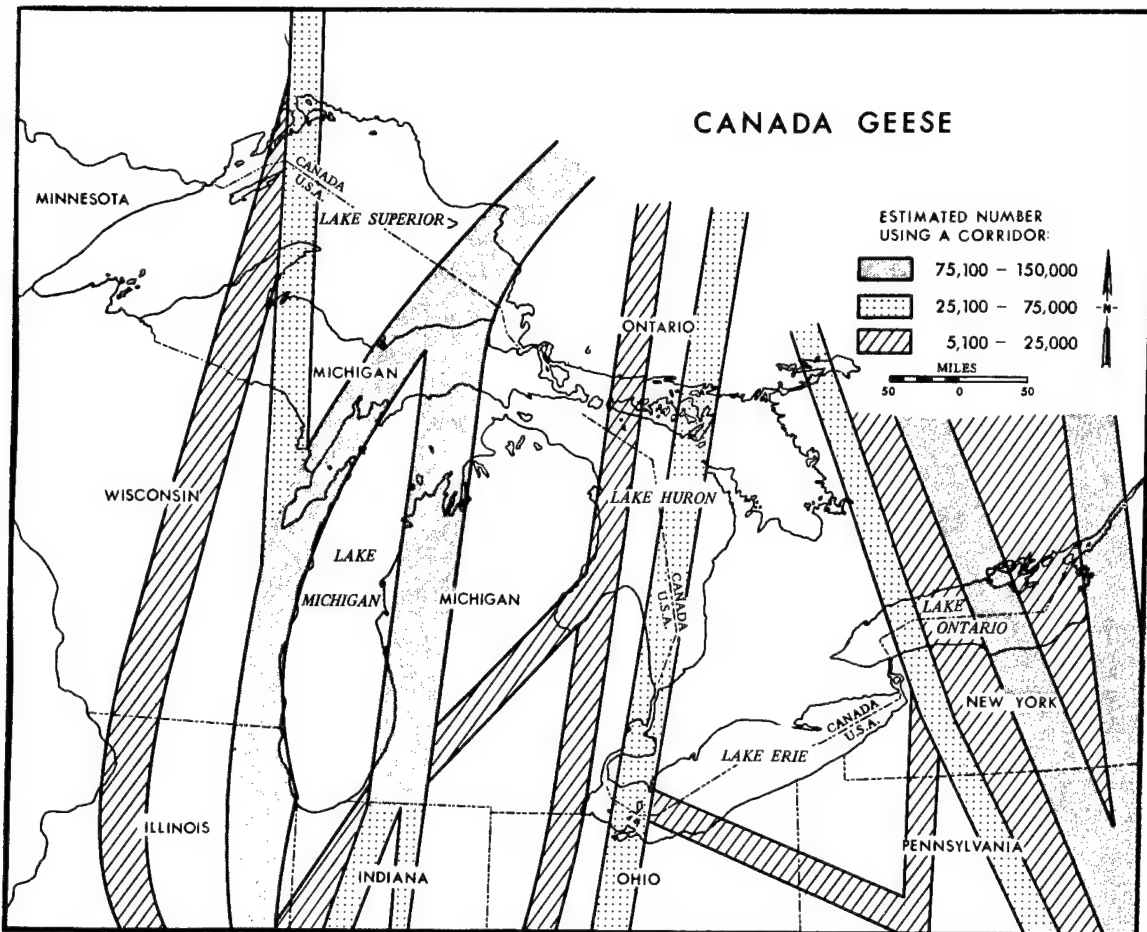 CANADA GEESE
ESTIMATED NUMBER
USING A CORRIDOR:
75,100 – 150,000
25,100 – 75,000
5,100 – 25,000
-N-
MILES
50 0 50
MINNESOTA
CANADA
U.S.A.
LAKE SUPERIOR
ONTARIO
MICHIGAN
WISCONSIN
LAKE HURON
LAKE
MICHIGAN
MICHIGAN
CANADA
U.S.A.
LAKE
ONTARIO
NEW YORK
CANADA
U.S.A.
LAKE ERIE
ILLINOIS
INDIANA
OHIO
PENNSYLVANIA